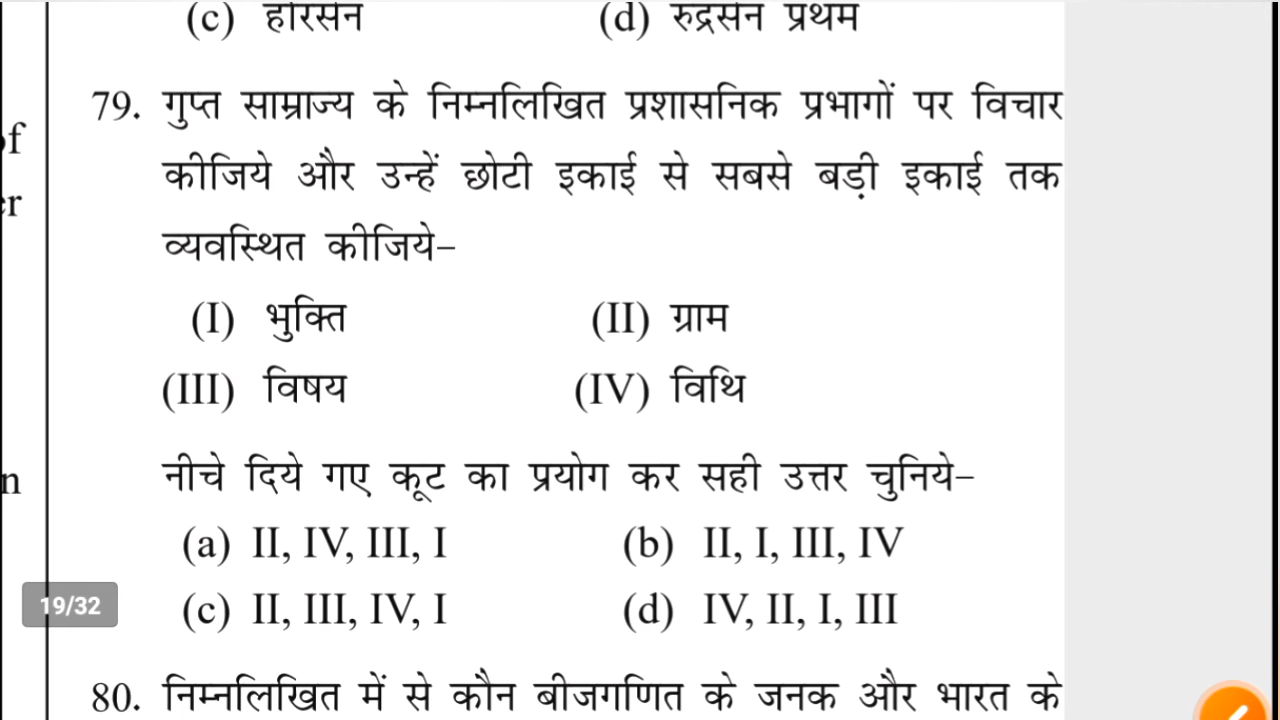 (c) हरिसेन (d) रुद्रसेन प्रथम
79. गुप्त साम्राज्य के निम्नलिखित प्रशासनिक प्रभागों पर विचार
कीजिये और उन्हें छोटी इकाई से सबसे बड़ी इकाई तक
व्यवस्थित कीजिये–
(I) भुक्ति (II) ग्राम
(III) विषय (IV) विथि
नीचे दिये गए कूट का प्रयोग कर सही उत्तर चुनिये–
(a) II, IV, III, I (b) II, I, III, IV
(c) II, III, IV, I (d) IV, II, I, III
80. निम्नलिखित में से कौन बीजगणित के जनक और भारत के
of
er
n
19/32